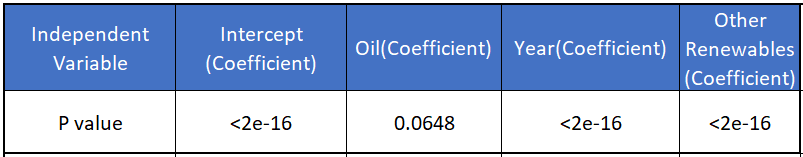 Independent
Variable
Intercept
(Coefficient)
Oil(Coefficient)
Year(Coefficient)
Other
Renewables
(Coefficient)
P value
<2e-16
0.0648
<2e-16
<2e-16